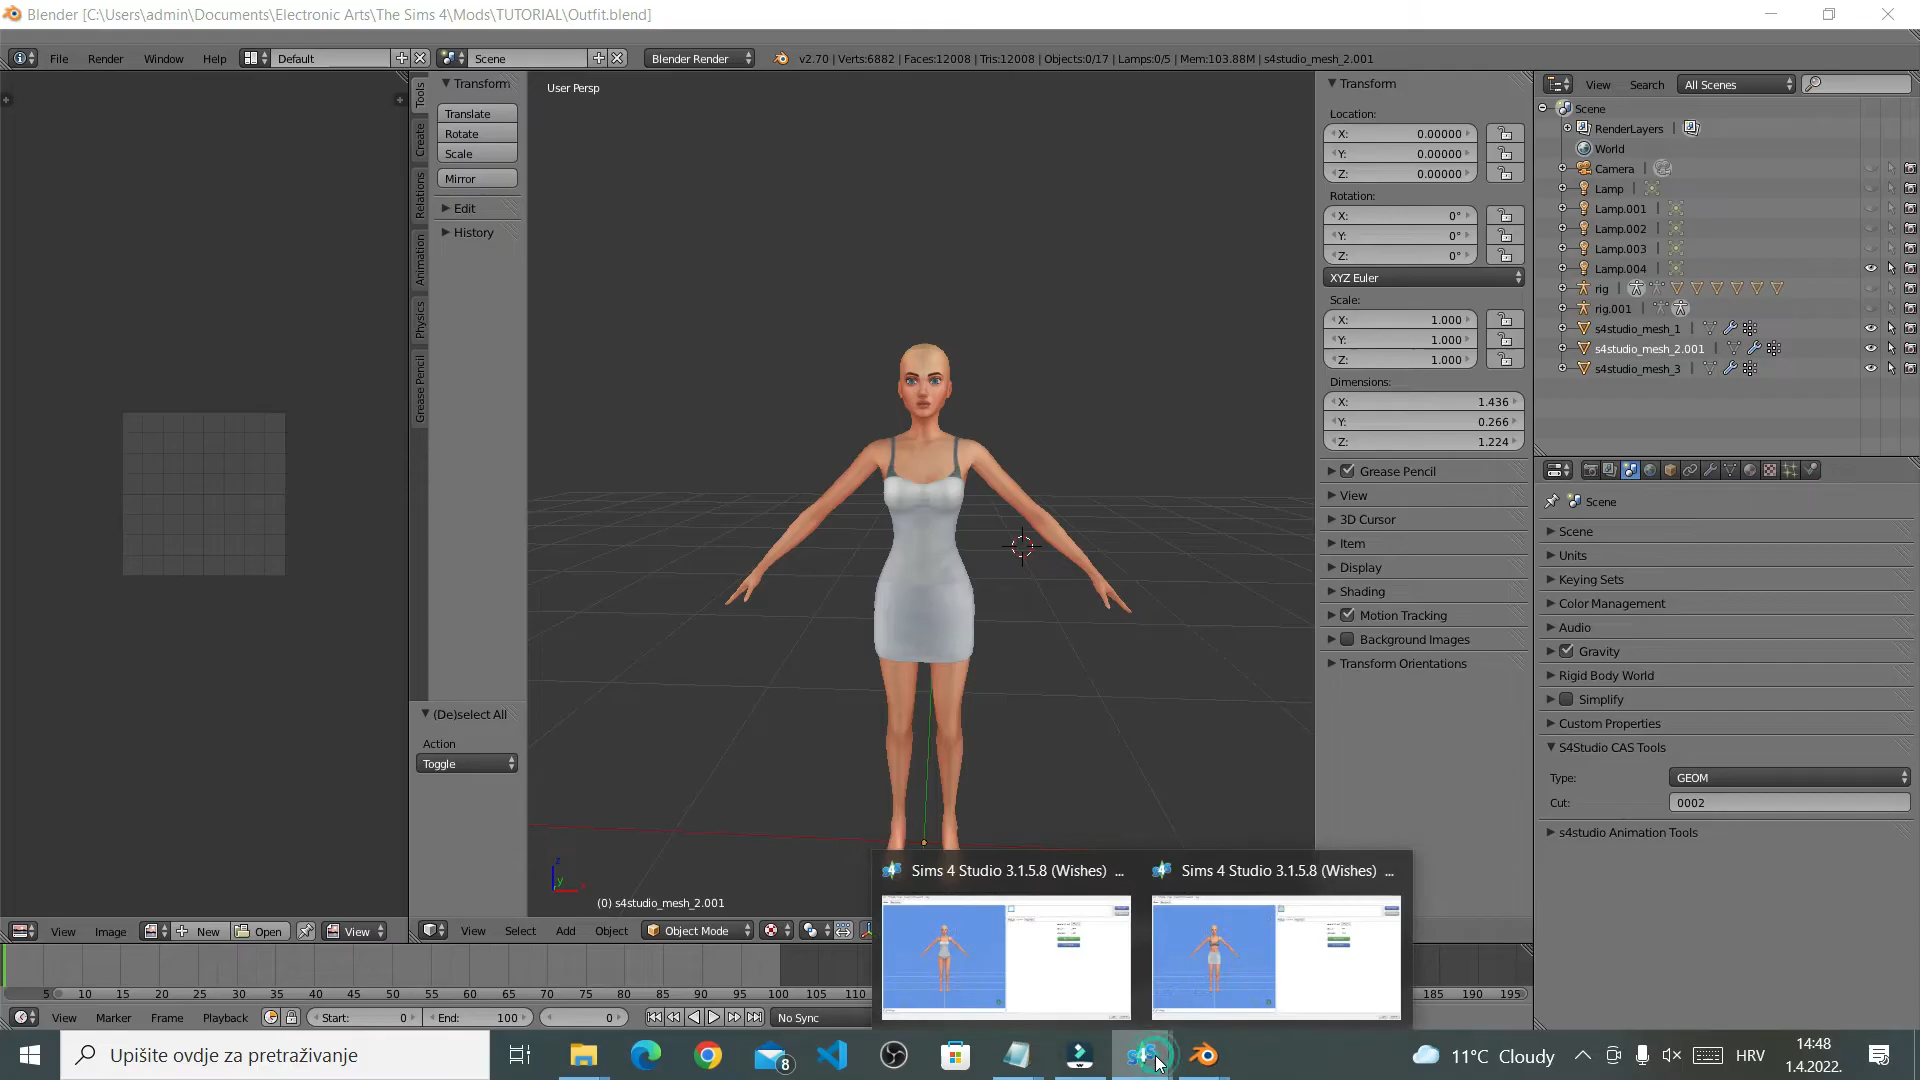 Blender [C:\Users\admin\Documents\Electronic Arts\The Sims 4\Mods\TUTORIAL\Outfit.blend]
File Render Window Help Default Scene Blender Render v2.70 | Verts:6882 | Faces:12008 | Tris:12008 | Objects:0/17 | Lamps:0/5 | Mem:103.88M | s4studio_mesh_2.001
Tools
Create
Relations
Animation
Physics
Grease Pencil
Transform
Translate
Rotate
Scale
Mirror
Edit
History
(De)select All
Action
Toggle
User Persp
z
y
x
(0) s4studio_mesh_2.001
Transform
Location:
X: 0.00000
Y: 0.00000
Z: 0.00000
Rotation:
X: 0°
Y: 0°
Z: 0°
XYZ Euler
Scale:
X: 1.000
Y: 1.000
Z: 1.000
Dimensions:
X: 1.436
Y: 0.266
Z: 1.224
Grease Pencil
View
3D Cursor
Item
Display
Shading
Motion Tracking
Background Images
Transform Orientations
View Search All Scenes
Scene
RenderLayers
World
Camera
Lamp
Lamp.001
Lamp.002
Lamp.003
Lamp.004
rig
rig.001
s4studio_mesh_1
s4studio_mesh_2.001
s4studio_mesh_3
Scene
Scene
Units
Keying Sets
Color Management
Audio
Gravity
Rigid Body World
Simplify
Custom Properties
S4Studio CAS Tools
Type: GEOM
Cut: 0002
s4studio Animation Tools
Sims 4 Studio 3.1.5.8 (Wishes) ...
Sims 4 Studio 3.1.5.8 (Wishes) ...
View Image New Open View
View Select Add Object Object Mode
5 10 15 20 25 30 35 40 45 50 55 60 65 70 75 80 85 90 95 100 105 110 185 190 195
View Marker Frame Playback Start: 0 End: 100 0 No Sync
Upišite ovdje za pretraživanje
8
11°C Cloudy
HRV
14:48
1.4.2022.